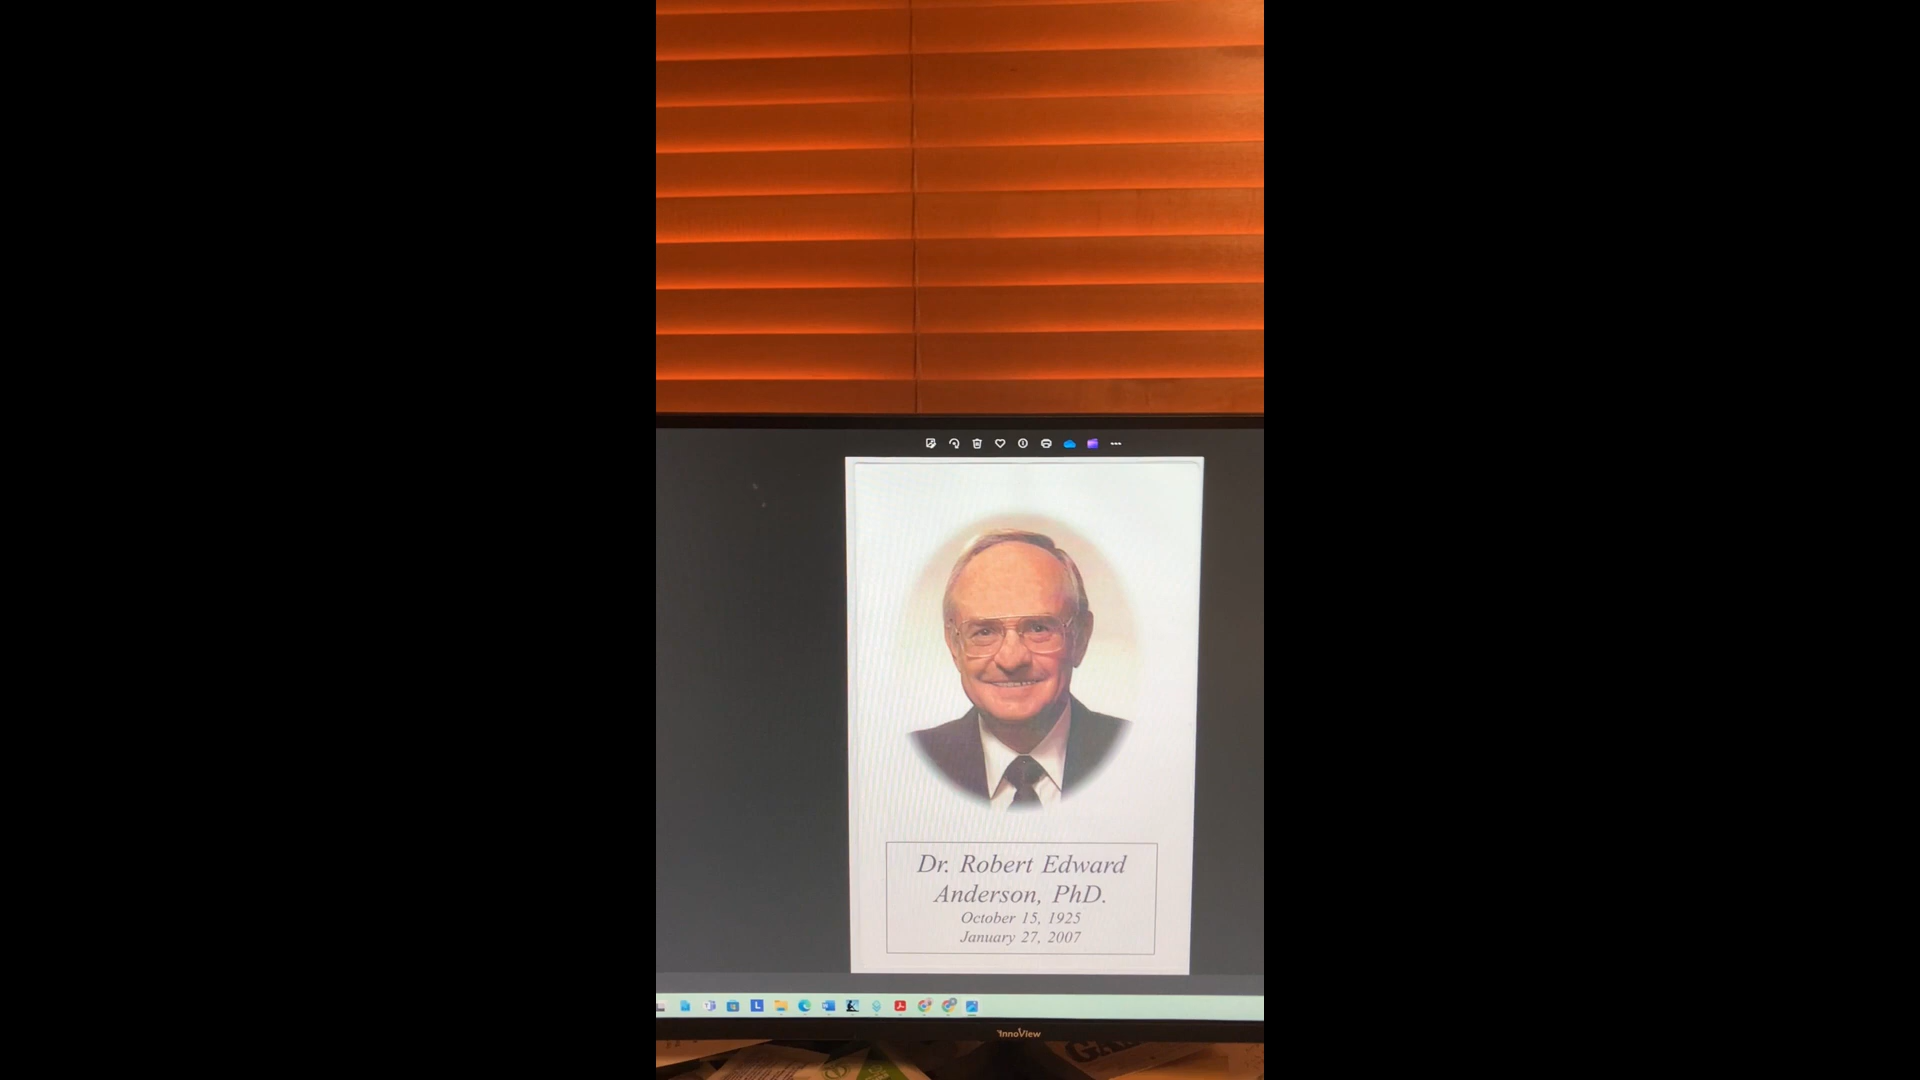 Dr. Robert Edward
Anderson, PhD.
October 15, 1925
January 27, 2007
InnoView